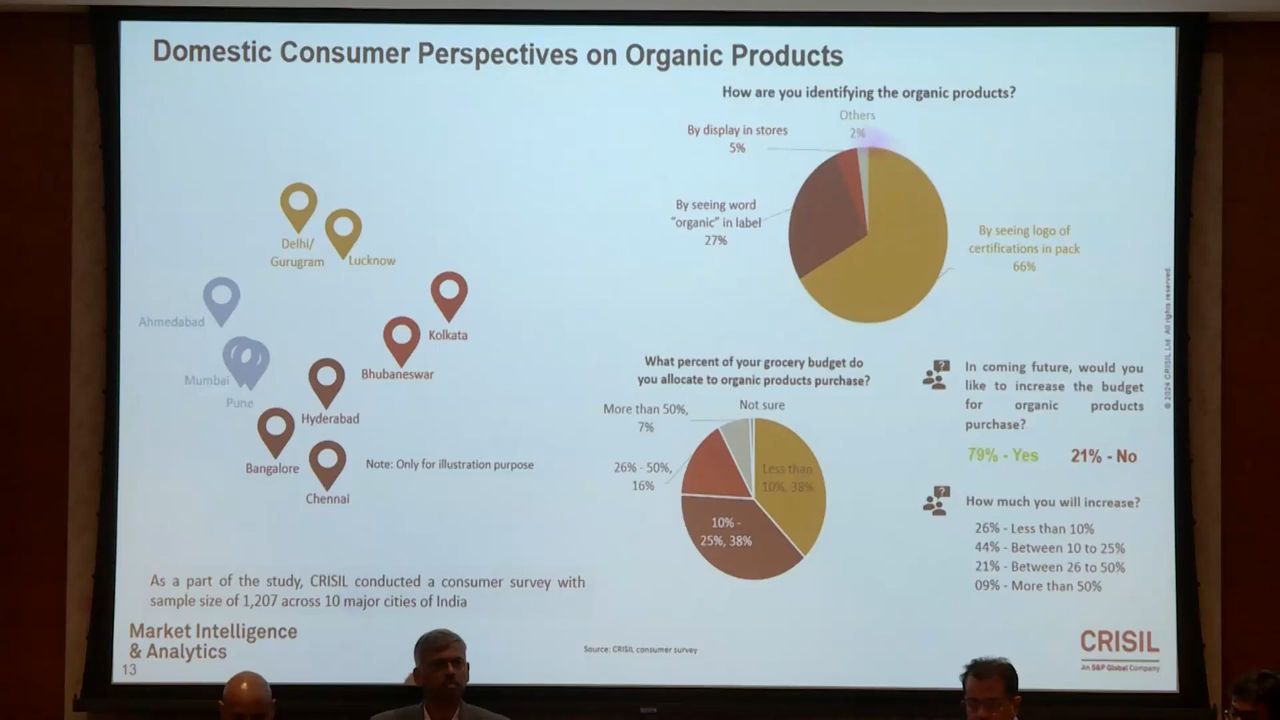 Domestic Consumer Perspectives on Organic Products
How are you identifying the organic products?
Others
2%
By display in stores
5%
By seeing word
"organic" in label
27%
By seeing logo of
certifications in pack
66%
Delhi/
Gurugram
Lucknow
Ahmedabad
Kolkata
Mumbai
Bhubaneswar
Pune
Hyderabad
Bangalore
Chennai
Note: Only for illustration purpose
What percent of your grocery budget do
you allocate to organic products purchase?
More than 50%,
7%
Not sure
26% - 50%,
16%
Less than
10%, 38%
10% -
25%, 38%
In coming future, would you
like to increase the budget
for organic products
purchase?
79% - Yes 21% - No
How much you will increase?
26% - Less than 10%
44% - Between 10 to 25%
21% - Between 26 to 50%
09% - More than 50%
© 2024 CRISIL Ltd. All rights reserved.
As a part of the study, CRISIL conducted a consumer survey with
sample size of 1,207 across 10 major cities of India
Market Intelligence
& Analytics
13
Source: CRISIL consumer survey
CRISIL
An S&P Global Company